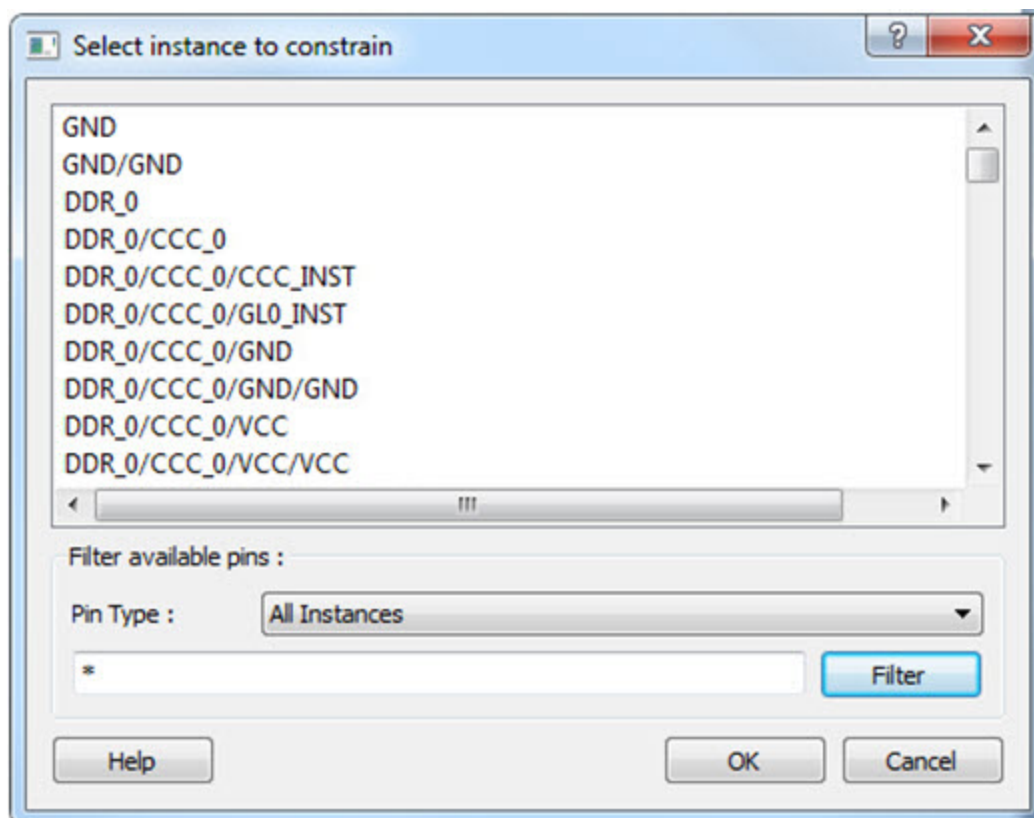 Select instance to constrain
GND
GND/GND
DDR_0
DDR_0/CCC_0
DDR_0/CCC_0/CCC_INST
DDR_0/CCC_0/GL0_INST
DDR_0/CCC_0/GND
DDR_0/CCC_0/GND/GND
DDR_0/CCC_0/VCC
DDR_0/CCC_0/VCC/VCC
Filter available pins :
Pin Type : All Instances
* Filter
Help OK Cancel